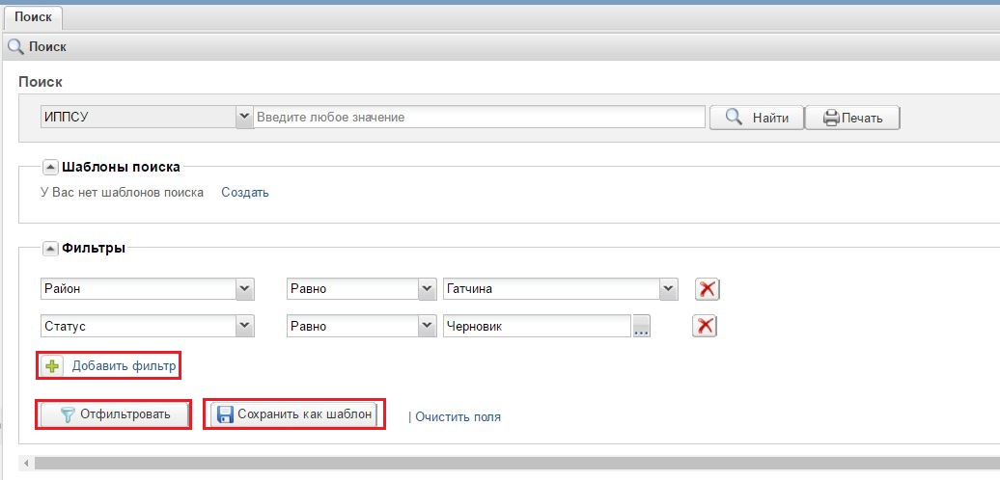 Поиск
Поиск
Поиск
ИППСУ Введите любое значение Найти Печать
Шаблоны поиска
У Вас нет шаблонов поиска Создать
Фильтры
Район Равно Гатчина
Статус Равно Черновик ...
Добавить фильтр
Отфильтровать Сохранить как шаблон | Очистить поля